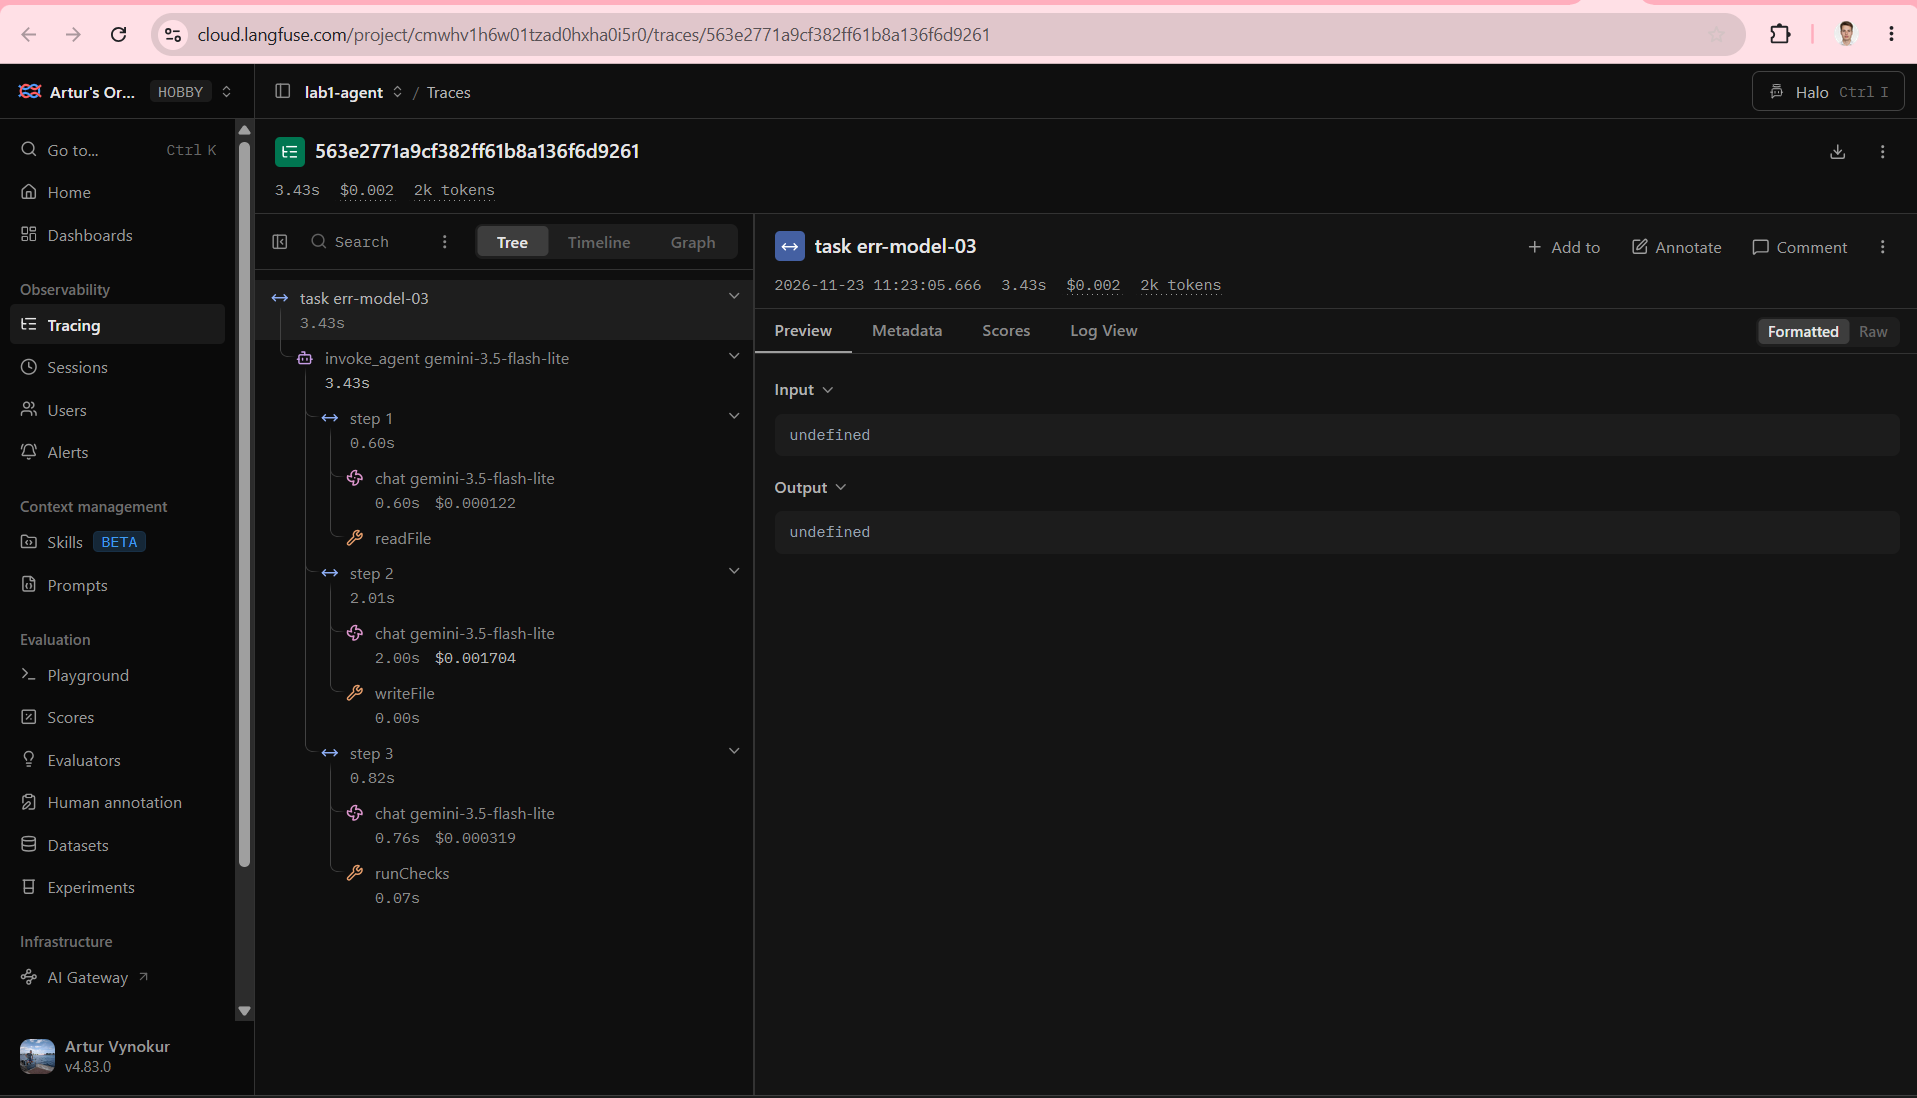 cloud.langfuse.com/project/cmwhv1h6w01tzad0hxha0i5r0/traces/563e2771a9cf382ff61b8a136f6d9261
Artur's Or... HOBBY
lab1-agent / Traces
Halo Ctrl I
Go to... Ctrl K
Home
Dashboards
Observability
Tracing
Sessions
Users
Alerts
Context management
Skills BETA
Prompts
Evaluation
Playground
Scores
Evaluators
Human annotation
Datasets
Experiments
Infrastructure
AI Gateway
Artur Vynokur
v4.83.0
563e2771a9cf382ff61b8a136f6d9261
3.43s $0.002 2k tokens
Search Tree Timeline Graph
task err-model-03
3.43s
invoke_agent gemini-3.5-flash-lite
3.43s
step 1
0.60s
chat gemini-3.5-flash-lite
0.60s $0.000122
readFile
step 2
2.01s
chat gemini-3.5-flash-lite
2.00s $0.001704
writeFile
0.00s
step 3
0.82s
chat gemini-3.5-flash-lite
0.76s $0.000319
runChecks
0.07s
task err-model-03
Add to Annotate Comment
2026-11-23 11:23:05.666 3.43s $0.002 2k tokens
Preview Metadata Scores Log View
Formatted Raw
Input
undefined
Output
undefined